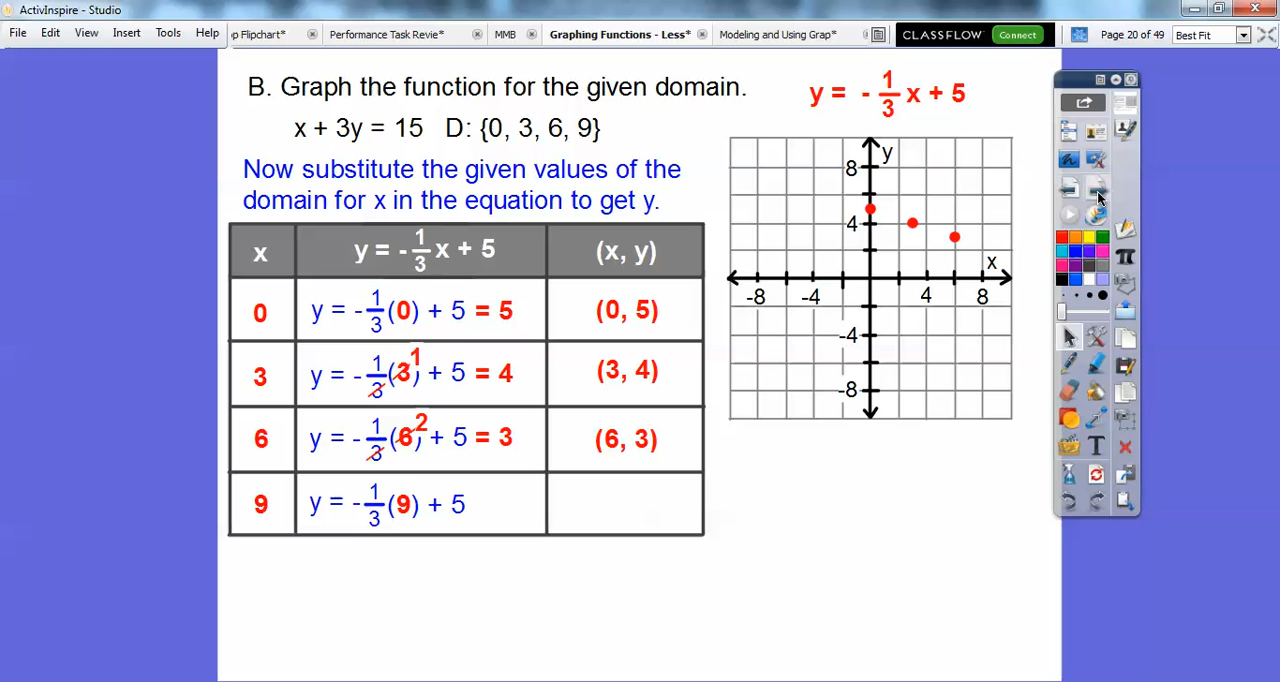 ActivInspire - Studio
File Edit View Insert Tools Help
p Flipchart* Performance Task Revie* MMB Graphing Functions - Less* Modeling and Using Grap* CLASSFLOW Connect Page 20 of 49 Best Fit
B. Graph the function for the given domain.
x + 3y = 15 D: {0, 3, 6, 9}
y = - 1/3 x + 5
Now substitute the given values of the
domain for x in the equation to get y.
x y = - 1/3 x + 5 (x, y)
0 y = - 1/3 (0) + 5 = 5 (0, 5)
3 y = - 1/3 (3) 1 + 5 = 4 (3, 4)
6 y = - 1/3 (6) 2 + 5 = 3 (6, 3)
9 y = - 1/3 (9) + 5
y
8
4
x
-8 -4 4 8
-4
-8